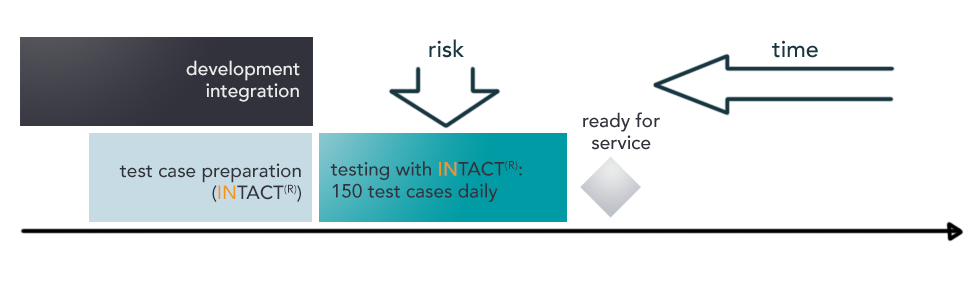 development
integration
risk
time
test case preparation
(INTACT(R))
testing with INTACT(R):
150 test cases daily
ready for
service